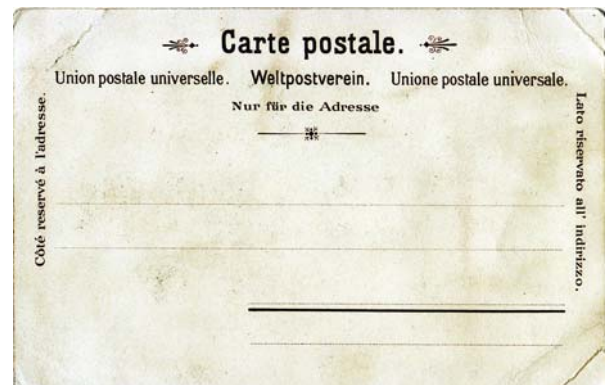 Carte postale.
Union postale universelle. Weltpostverein. Unione postale universale.
Nur für die Adresse
Côté reservé à l'adresse.
Lato riservato all' indirizzo.